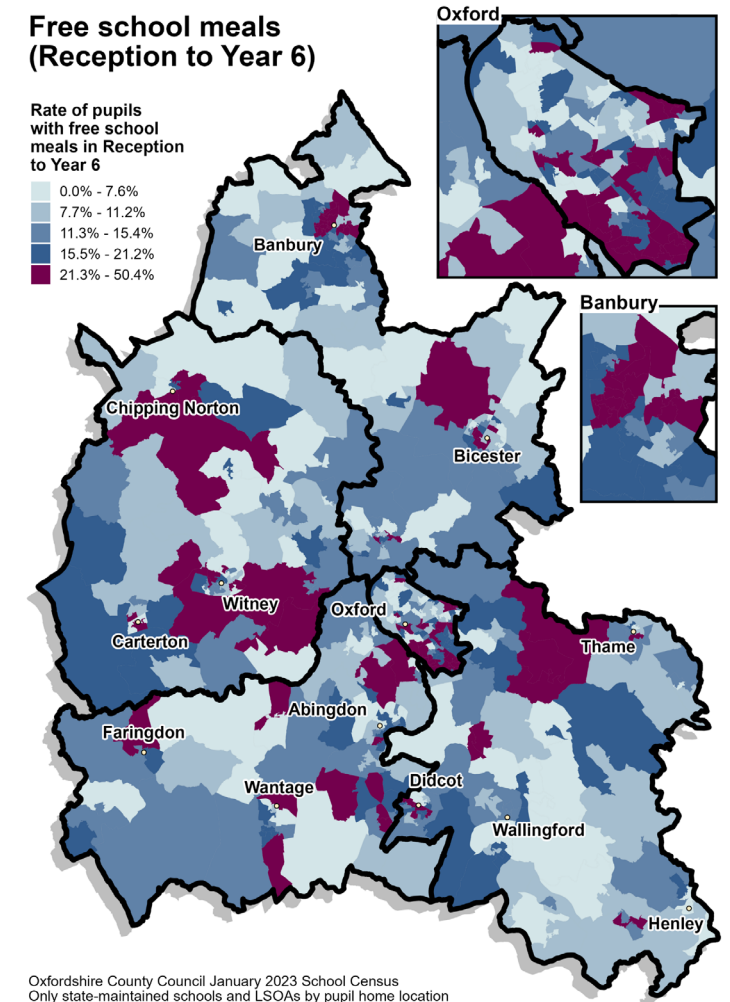 Free school meals
(Reception to Year 6)
Rate of pupils
with free school
meals in Reception
to Year 6
0.0% - 7.6%
7.7% - 11.2%
11.3% - 15.4%
15.5% - 21.2%
21.3% - 50.4%
Oxford
Banbury
Banbury
Chipping Norton
Bicester
Witney
Oxford
Carterton
Thame
Abingdon
Faringdon
Wantage
Didcot
Wallingford
Henley
Oxfordshire County Council January 2023 School Census
Only state-maintained schools and LSOAs by pupil home location